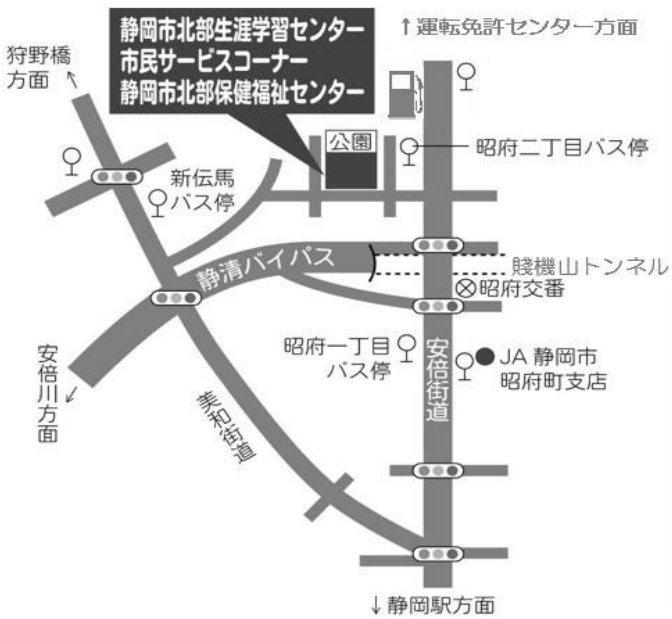 静岡市北部生涯学習センター
市民サービスコーナー
静岡市北部保健福祉センター
↑運転免許センター方面
狩野橋
方面
公園
昭府二丁目バス停
新伝馬
バス停
静清バイパス
賤機山トンネル
昭府交番
安倍川方面
昭府一丁目
バス停
安倍街道
JA 静岡市
昭府町支店
美和街道
↓静岡駅方面